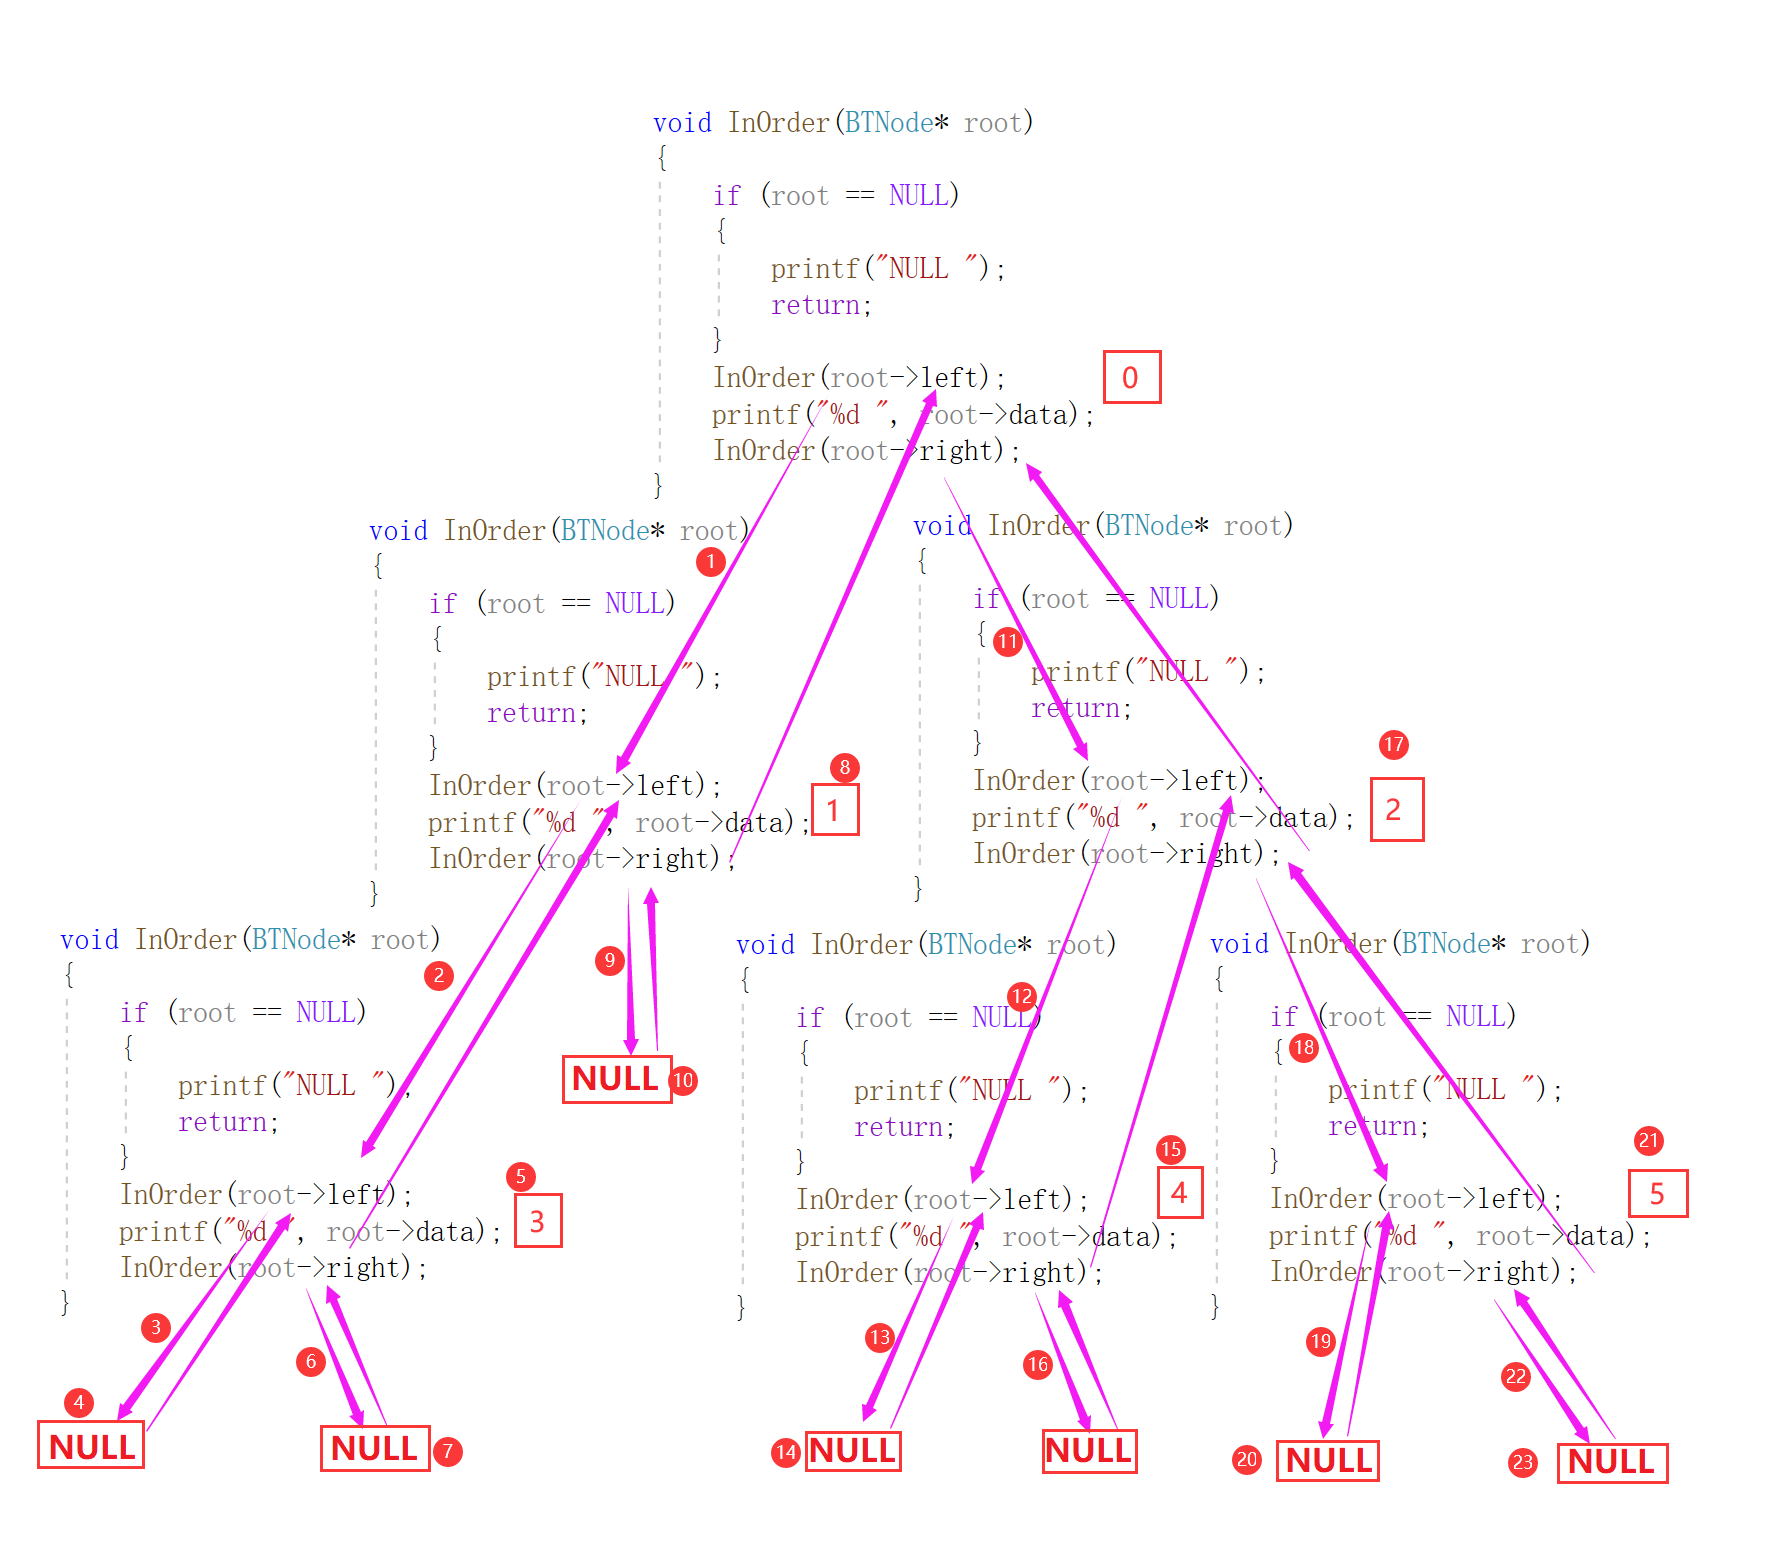 void InOrder(BTNode* root)
{
if (root == NULL)
{
printf("NULL ");
return;
}
InOrder(root->left);
0
printf("%d ", root->data);
InOrder(root->right);
}
void InOrder(BTNode* root)
{
if (root == NULL)
{
printf("NULL ");
return;
}
InOrder(root->left);
printf("%d ", root->data);
InOrder(root->right);
}
1
8
1
9
NULL
10
void InOrder(BTNode* root)
{
if (root == NULL)
{
printf("NULL ");
return;
}
InOrder(root->left);
printf("%d ", root->data);
InOrder(root->right);
}
11
17
2
void InOrder(BTNode* root)
{
if (root == NULL)
{
printf("NULL ");
return;
}
InOrder(root->left);
printf("%d ", root->data);
InOrder(root->right);
}
2
5
3
3
6
4
NULL
NULL
7
void InOrder(BTNode* root)
{
if (root == NULL)
{
printf("NULL ");
return;
}
InOrder(root->left);
printf("%d ", root->data);
InOrder(root->right);
}
12
15
4
13
16
14
NULL
NULL
void InOrder(BTNode* root)
{
if (root == NULL)
{
printf("NULL ");
return;
}
InOrder(root->left);
printf("%d ", root->data);
InOrder(root->right);
}
18
21
5
19
22
20
NULL
23
NULL